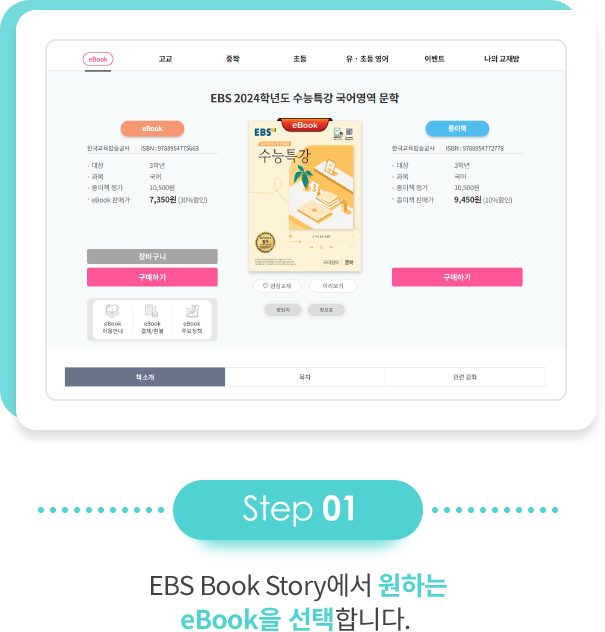 eBook 고교 중학 초등 유·초등 영어 이벤트 나의 교재방
EBS 2024학년도 수능특강 국어영역 문학
eBook
한국교육방송공사 ISBN : 9788954775663
· 대상 3학년
· 과목 국어
· 종이책 정가 10,500원
· eBook 판매가 7,350원 (30%할인)
장바구니
구매하기
eBook 이용안내
eBook 결제/환불
eBook 주요정책
EBS
eBook
수능특강
국어영역 문학
♡ 관심교재 미리보기
정답지 정오표
종이책
한국교육방송공사 ISBN : 9788954772778
· 대상 3학년
· 과목 국어
· 종이책 정가 10,500원
· 종이책 판매가 9,450원 (10%할인)
구매하기
책 소개 목차 관련 강좌
Step 01
EBS Book Story에서 원하는
eBook을 선택합니다.